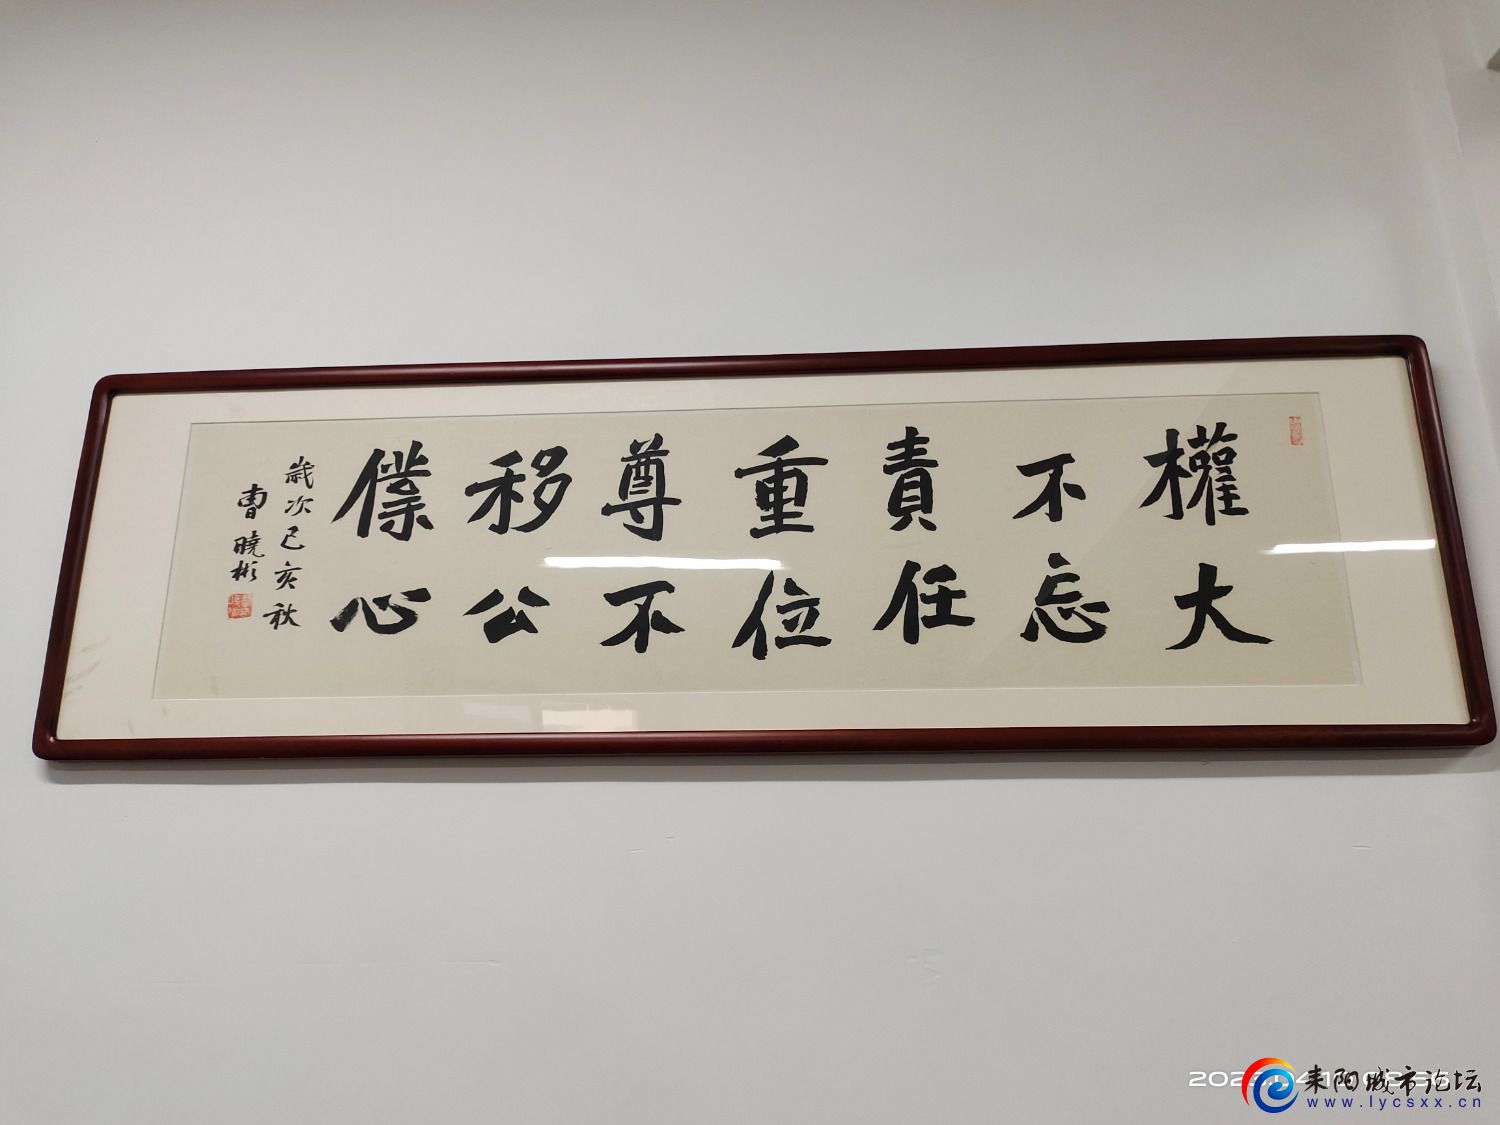 權大
不忘
責任
重位
尊不
移公
僕心
歲次己亥秋
曹曉彬
耒阳城市论坛
www.lycsxx.cn